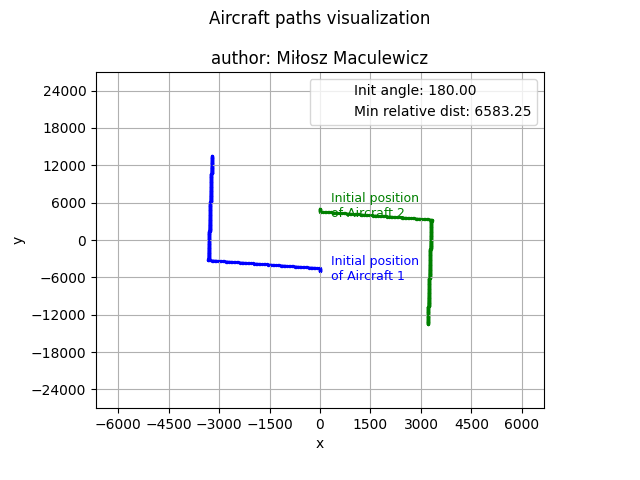 Aircraft paths visualization
author: Miłosz Maculewicz
Init angle: 180.00
Min relative dist: 6583.25
24000
18000
12000
6000
0
−6000
−12000
−18000
−24000
y
Initial position
of Aircraft 2
Initial position
of Aircraft 1
−6000 −4500 −3000 −1500 0 1500 3000 4500 6000
x